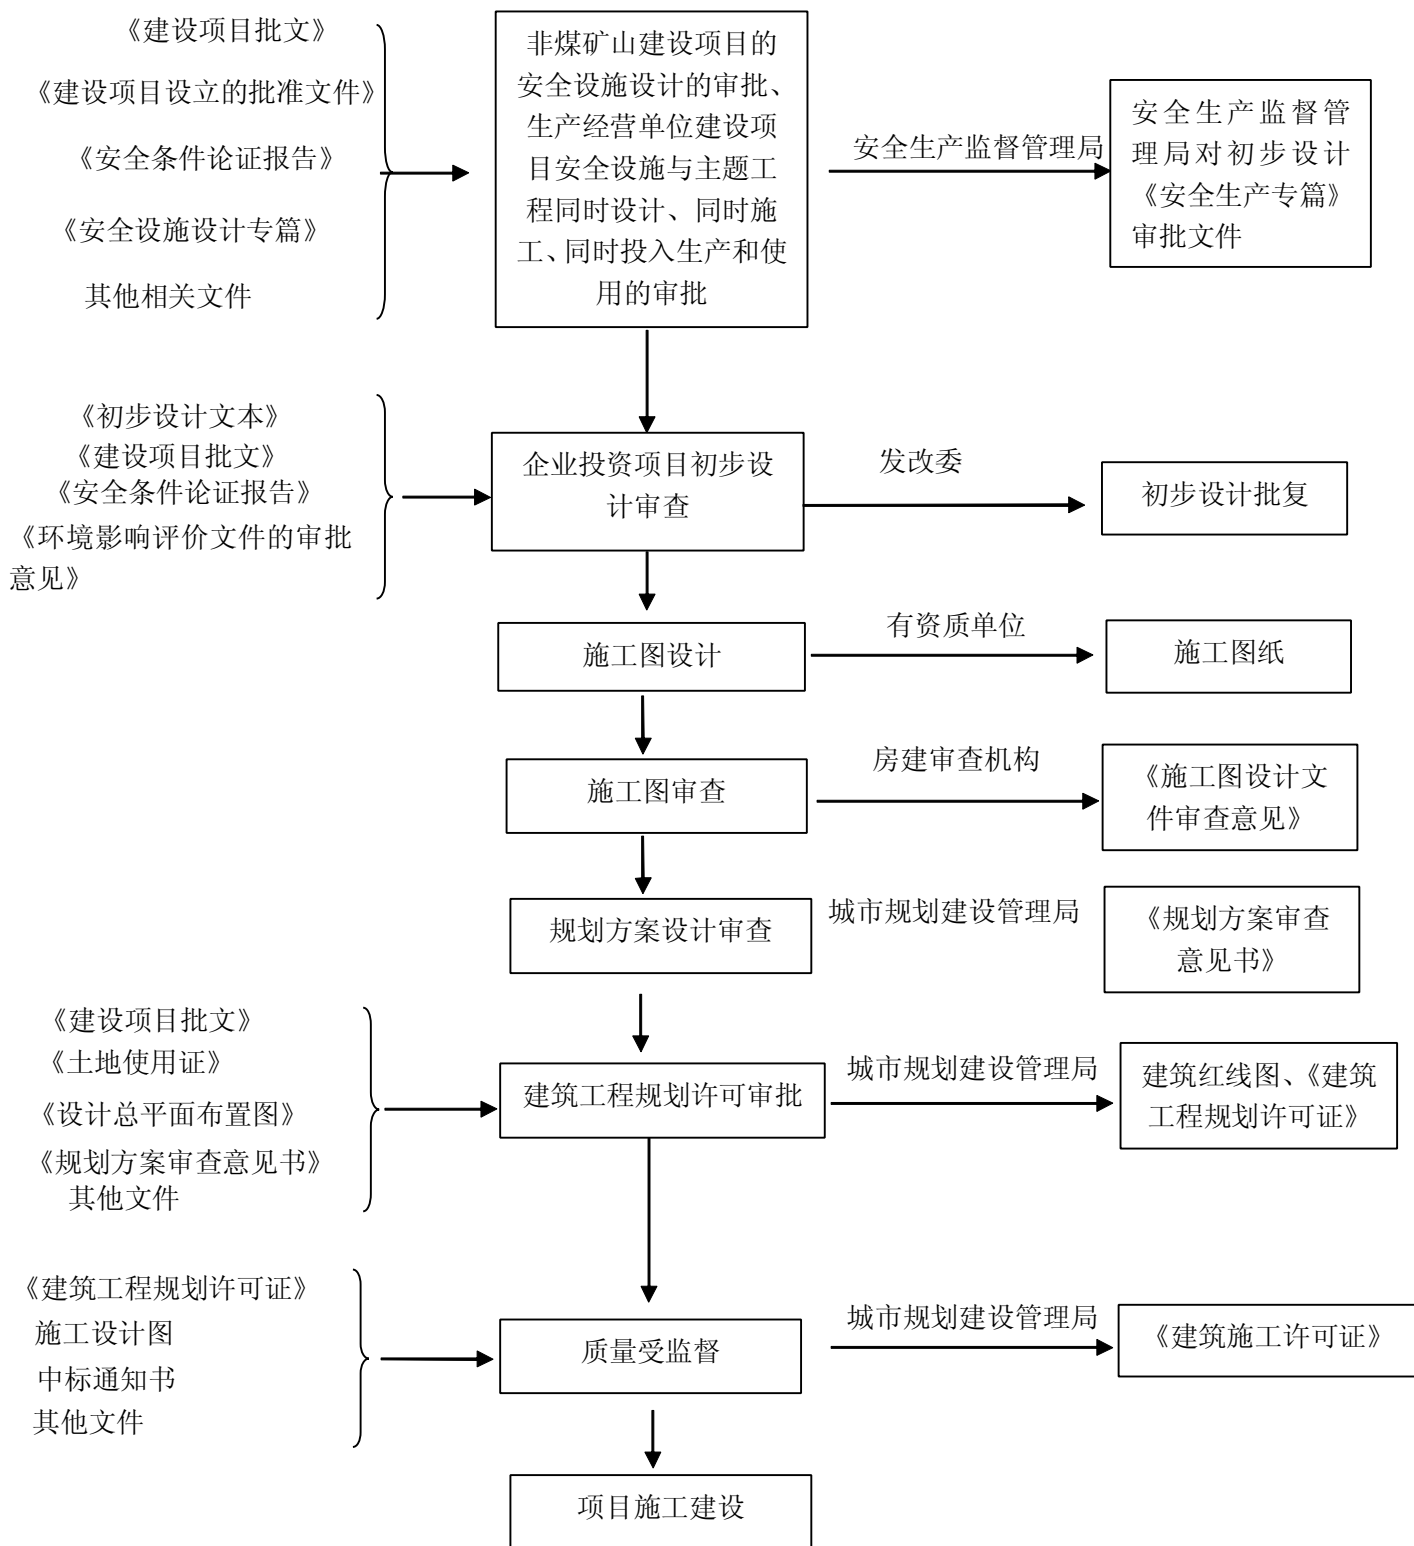 《建设项目批文》
《建设项目设立的批准文件》
《安全条件论证报告》
《安全设施设计专篇》
其他相关文件
非煤矿山建设项目的
安全设施设计的审批、
生产经营单位建设项
目安全设施与主题工
程同时设计、同时施
工、同时投入生产和使
用的审批
安全生产监督管理局
安全生产监督管
理局对初步设计
《安全生产专篇》
审批文件
《初步设计文本》
《建设项目批文》
《安全条件论证报告》
《环境影响评价文件的审批
意见》
企业投资项目初步设
计审查
发改委
初步设计批复
施工图设计
有资质单位
施工图纸
施工图审查
房建审查机构
《施工图设计文
件审查意见》
规划方案设计审查
城市规划建设管理局
《规划方案审查
意见书》
《建设项目批文》
《土地使用证》
《设计总平面布置图》
《规划方案审查意见书》
其他文件
建筑工程规划许可审批
城市规划建设管理局
建筑红线图、《建筑
工程规划许可证》
《建筑工程规划许可证》
施工设计图
中标通知书
其他文件
质量受监督
城市规划建设管理局
《建筑施工许可证》
项目施工建设